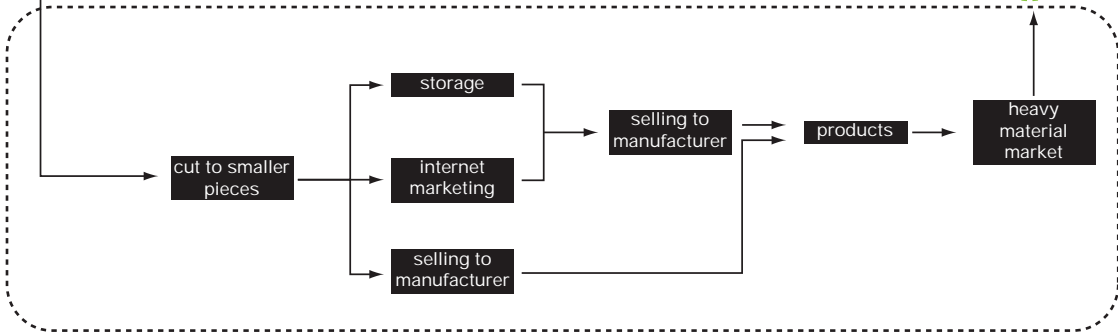 storage
selling to
manufacturer
products
heavy
material
market
cut to smaller
pieces
internet
marketing
selling to
manufacturer